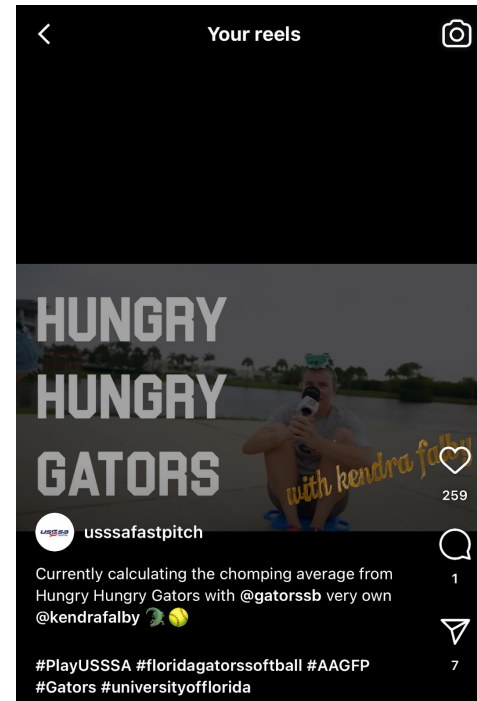 Your reels
HUNGRY
HUNGRY
GATORS
with kendra falby
259
usssa
usssafastpitch
1
Currently calculating the chomping average from
Hungry Hungry Gators with @gatorssb very own
@kendrafalby 🐊🥎
7
#PlayUSSSA #floridagatorssoftball #AAGFP
#Gators #universityofflorida